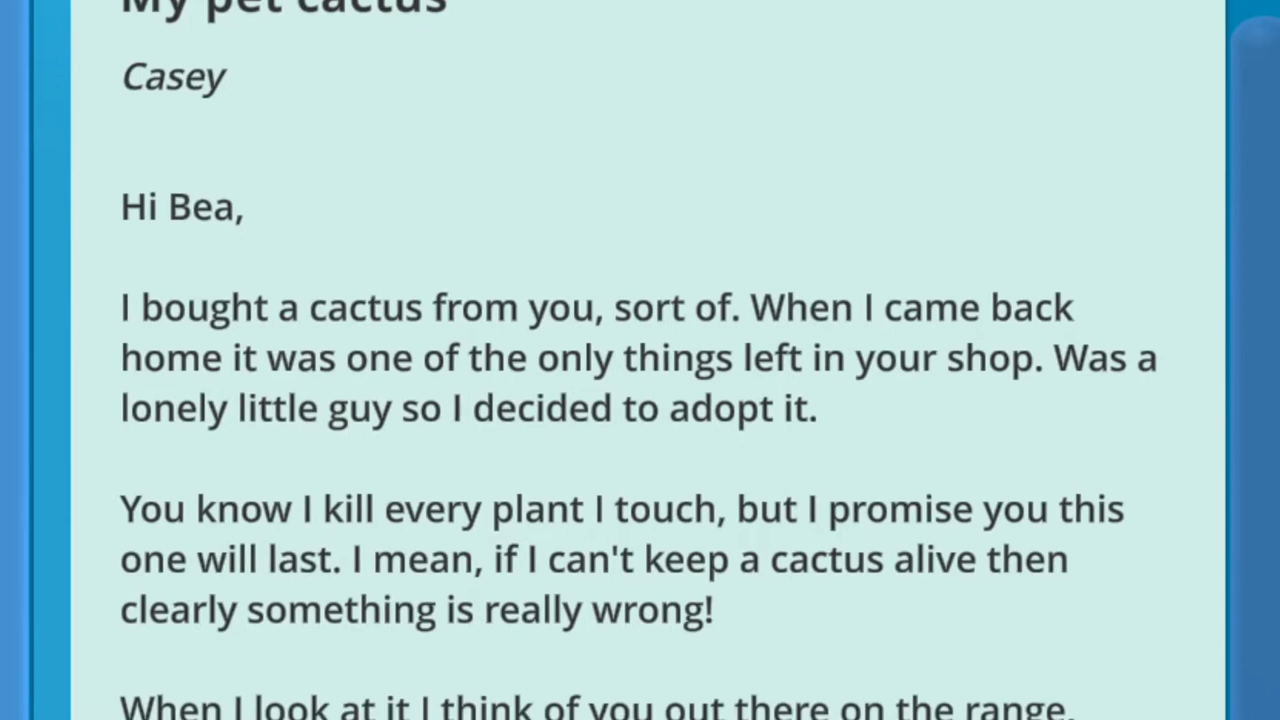 My pet cactus
Casey
Hi Bea,
I bought a cactus from you, sort of. When I came back
home it was one of the only things left in your shop. Was a
lonely little guy so I decided to adopt it.
You know I kill every plant I touch, but I promise you this
one will last. I mean, if I can't keep a cactus alive then
clearly something is really wrong!
When I look at it I think of you out there on the range.